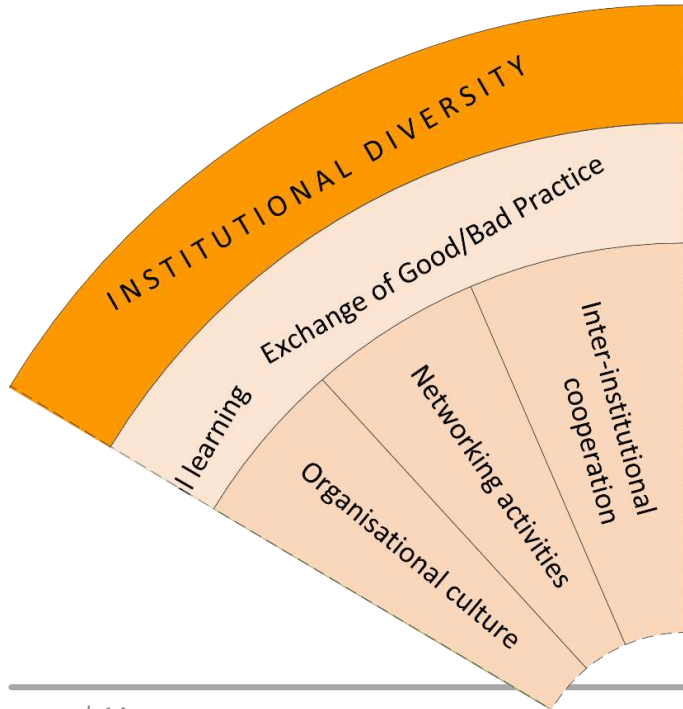 INSTITUTIONAL DIVERSITY
Exchange of Good/Bad Practice
learning
Organisational culture
Networking activities
Inter-institutional
cooperation